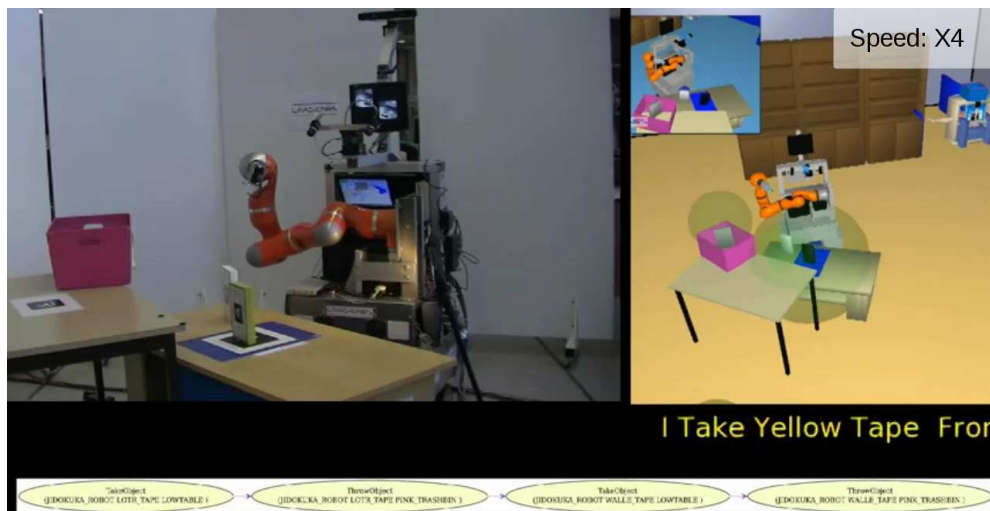 Speed: X4
I Take Yellow Tape Fror
TakeObject
(JIDOKUKA_ROBOT LOTR_TAPE LOWTABLE )
ThrowObject
(JIDOKUKA_ROBOT LOTR_TAPE PINK_TRASHBIN )
TakeObject
(JIDOKUKA_ROBOT WALLE_TAPE LOWTABLE )
ThrowObject
(JIDOKUKA_ROBOT WALLE_TAPE PINK_TRASHBIN )